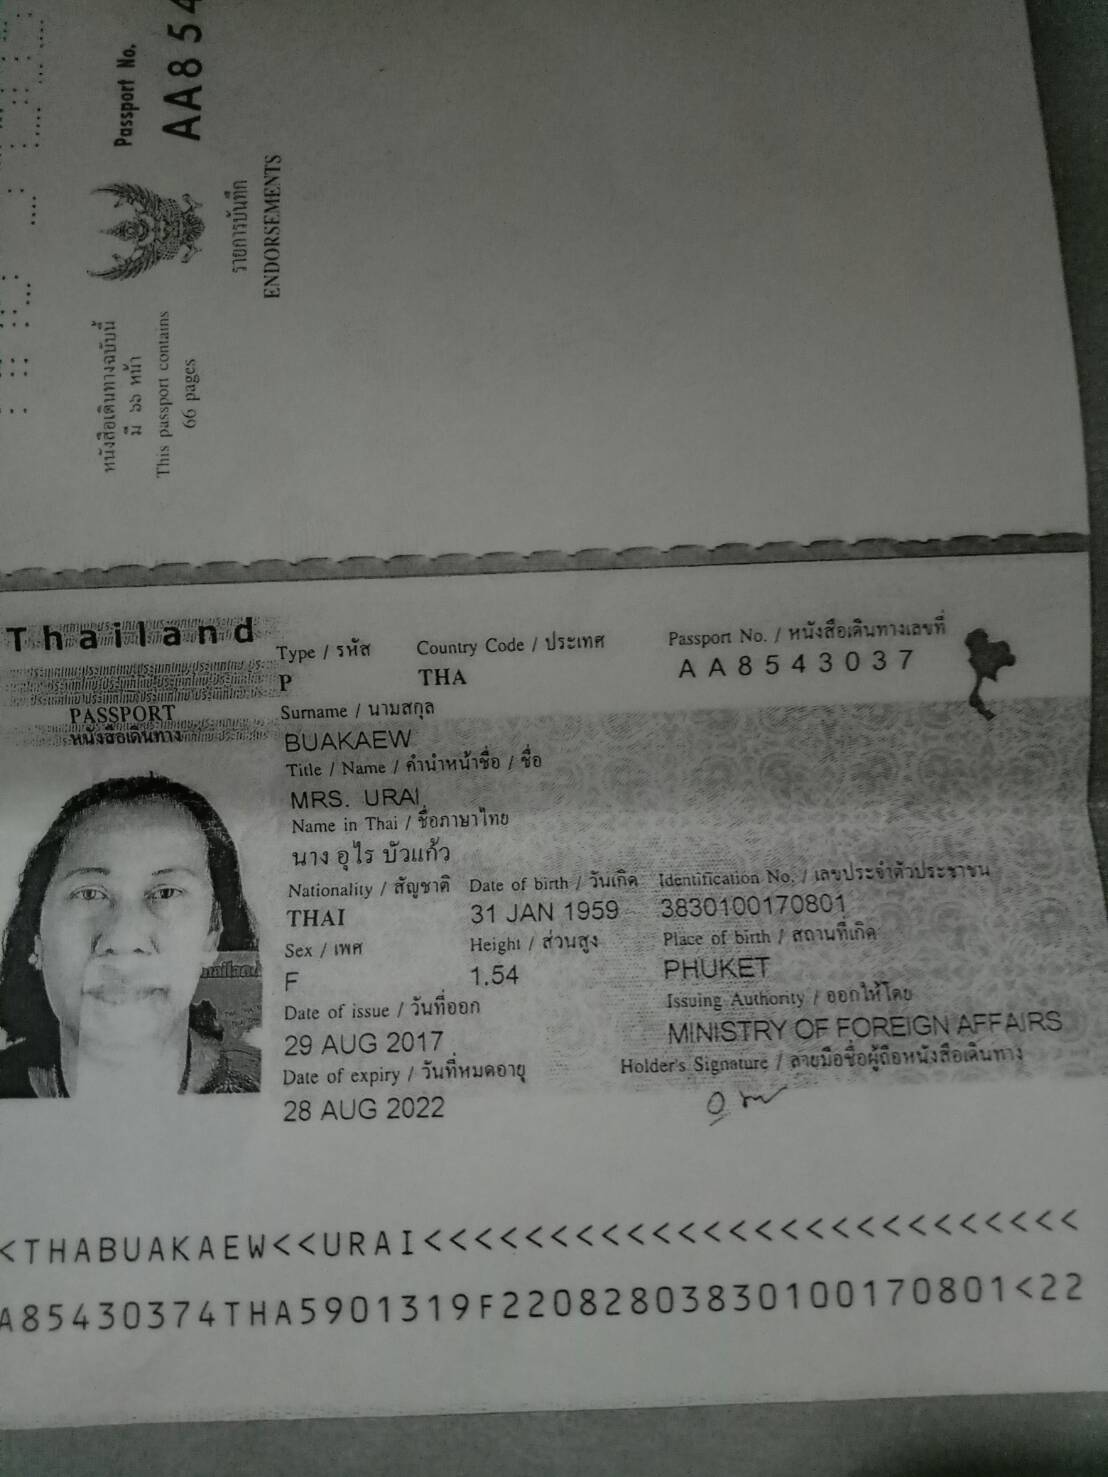 Passport No.
AA854
หนังสือเดินทางฉบับนี้
มี ๖๖ หน้า
This passport contains
66 pages
รายการบันทึก
ENDORSEMENTS
Thailand
PASSPORT
หนังสือเดินทาง
Type / รหัส Country Code / ประเทศ Passport No. / หนังสือเดินทางเลขที่
P THA AA8543037
Surname / นามสกุล
BUAKAEW
Title / Name / คำนำหน้าชื่อ / ชื่อ
MRS. URAI
Name in Thai / ชื่อภาษาไทย
นาง อุไร บัวแก้ว
Nationality / สัญชาติ Date of birth / วันเกิด Identification No. / เลขประจำตัวประชาชน
THAI 31 JAN 1959 3830100170801
Sex / เพศ Height / ส่วนสูง Place of birth / สถานที่เกิด
F 1.54 PHUKET
Date of issue / วันที่ออก Issuing Authority / ออกให้โดย
29 AUG 2017 MINISTRY OF FOREIGN AFFAIRS
Date of expiry / วันที่หมดอายุ Holder's Signature / ลายมือชื่อผู้ถือหนังสือเดินทาง
28 AUG 2022
<THABUAKAEW<<URAI<<<<<<<<<<<<<<<<<<<<<<<<<<
A85430374THA5901319F22082803830100170801<22